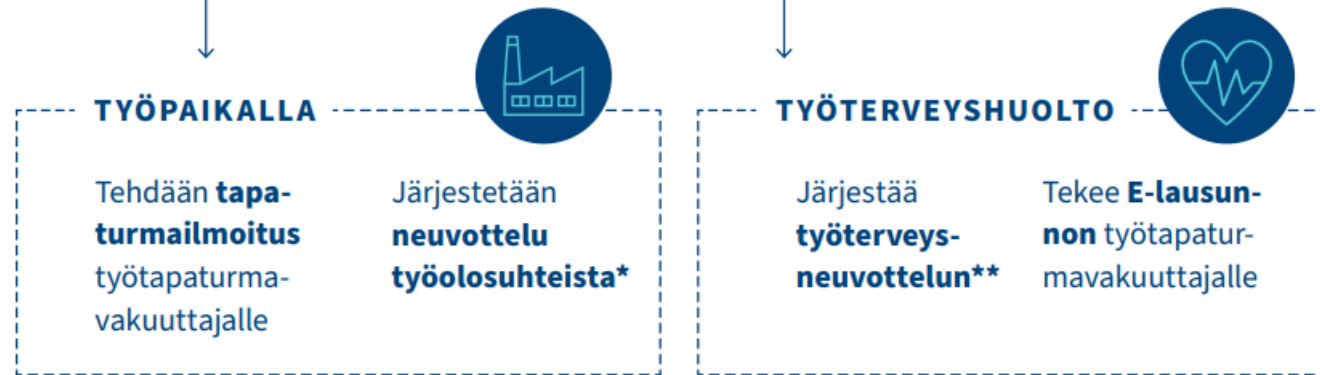 TYÖPAIKALLA
Tehdään tapa-
turmailmoitus
työtapaturma-
vakuuttajalle
Järjestetään
neuvottelu
työolosuhteista*
TYÖTERVEYSHUOLTO
Järjestää
työterveys-
neuvottelun**
Tekee E-lausun-
non työtapatur-
mavakuuttajalle